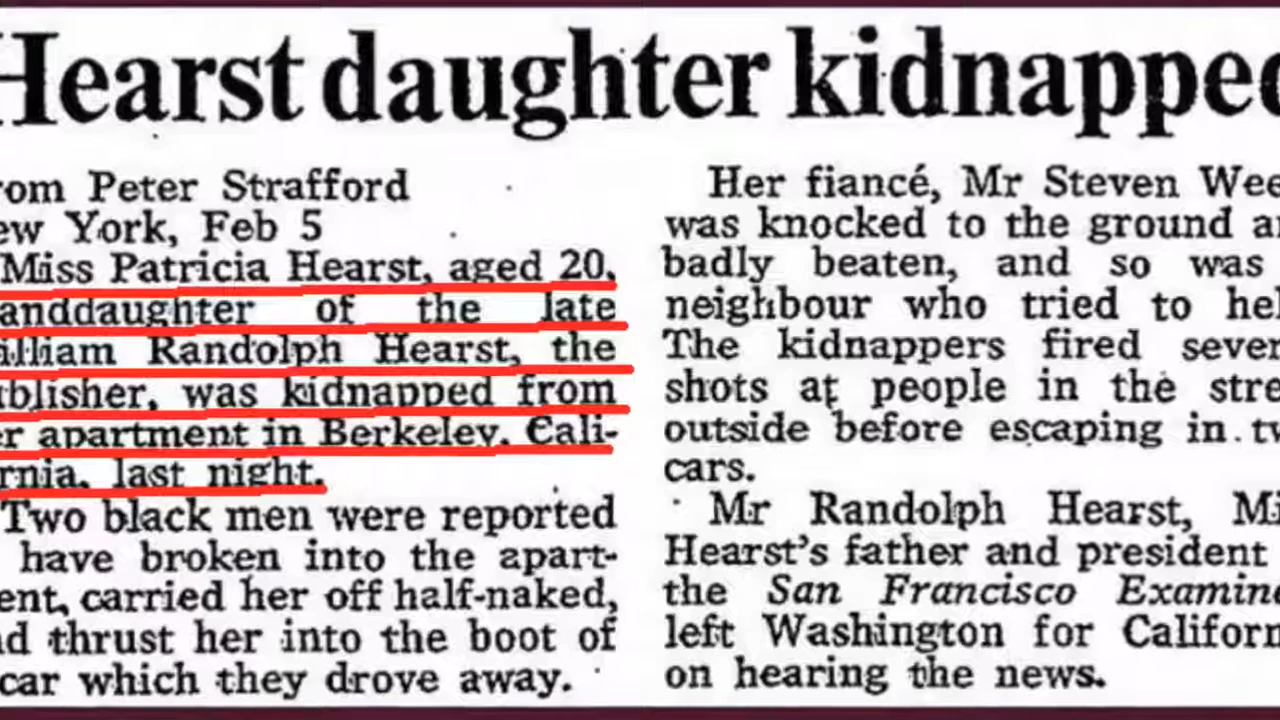 Hearst daughter kidnapped
rom Peter Strafford
ew York, Feb 5
Miss Patricia Hearst, aged 20,
anddaughter of the late
illiam Randolph Hearst, the
blisher, was kidnapped from
er apartment in Berkeley, Cali-
rnia, last night.
Two black men were reported
have broken into the apart-
ent, carried her off half-naked,
nd thrust her into the boot of
car which they drove away.
Her fiancé, Mr Steven Wee
was knocked to the ground an
badly beaten, and so was
neighbour who tried to hel
The kidnappers fired sever
shots at people in the stre
outside before escaping in tw
cars.
Mr Randolph Hearst, Mi
Hearst's father and president
the San Francisco Examine
left Washington for Californ
on hearing the news.